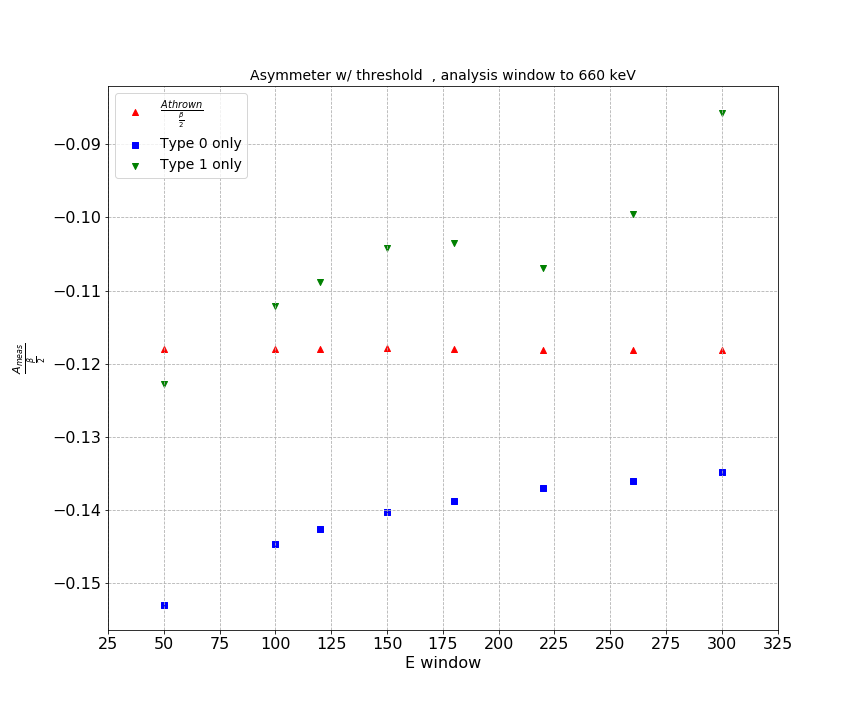 Asymmeter w/ threshold , analysis window to 660 keV
Athrown
β
2
Type 0 only
Type 1 only
−0.09
−0.10
−0.11
−0.12
−0.13
−0.14
−0.15
A_meas
β
2
25 50 75 100 125 150 175 200 225 250 275 300 325
E window